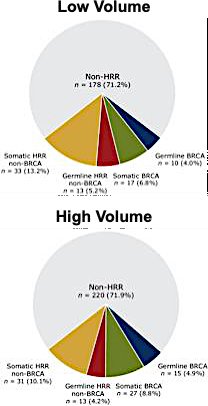 Low Volume
Non-HRR
n = 178 (71.2%)
Somatic HRR
non-BRCA
n = 33 (13.2%)
Germline HRR
non-BRCA
n = 13 (5.2%)
Somatic BRCA
n = 17 (6.8%)
Germline BRCA
n = 10 (4.0%)
High Volume
Non-HRR
n = 220 (71.9%)
Somatic HRR
non-BRCA
n = 31 (10.1%)
Germline HRR
non-BRCA
n = 13 (4.2%)
Somatic BRCA
n = 27 (8.8%)
Germline BRCA
n = 15 (4.9%)